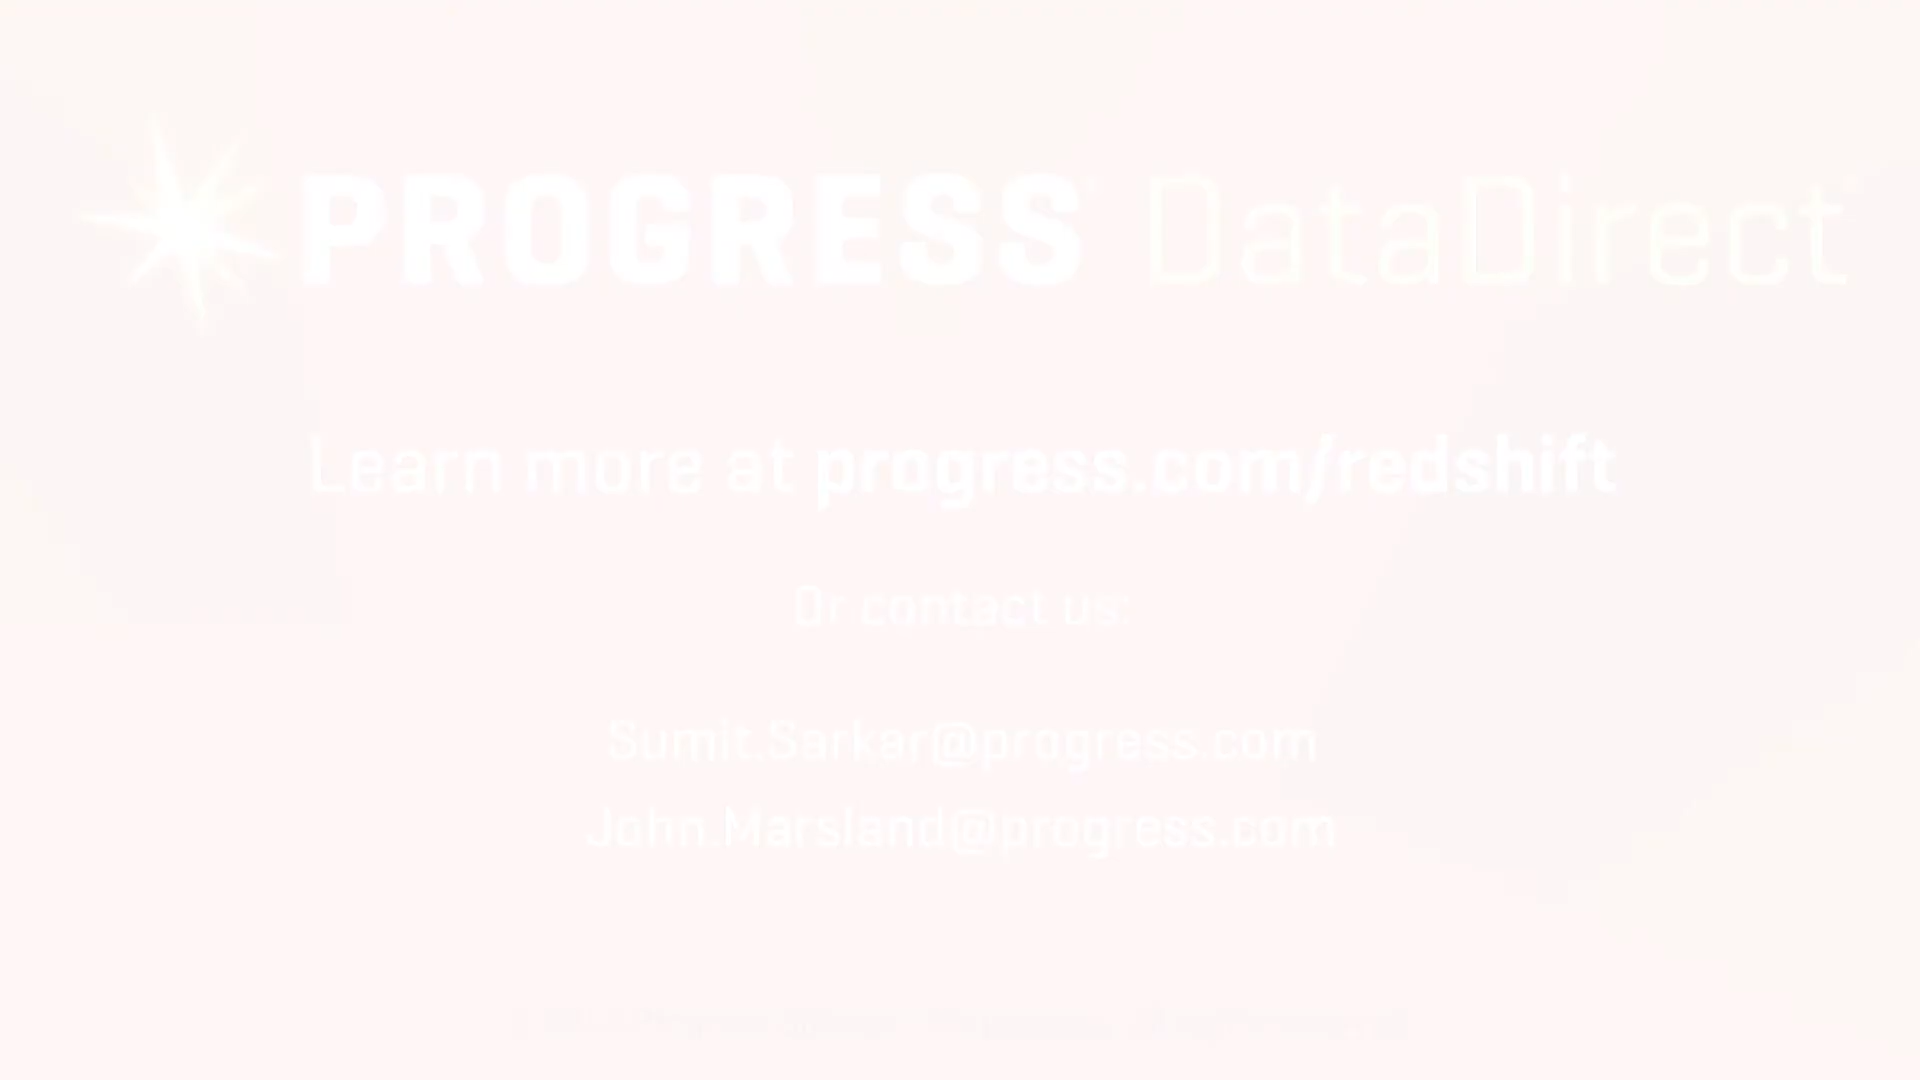 PROGRESS DataDirect
Learn more at progress.com/redshift
Or contact us:
Sumit.Sarkar@progress.com
John.Marsland@progress.com